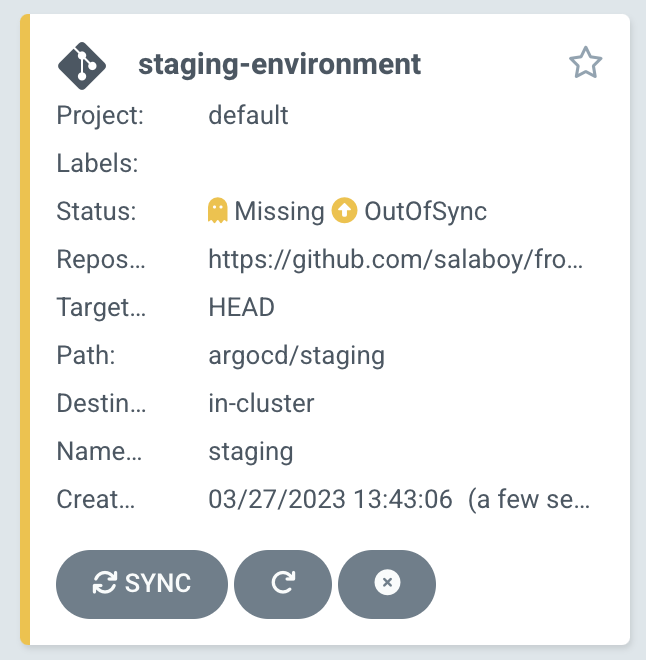 staging-environment
Project: default
Labels:
Status: Missing OutOfSync
Repos... https://github.com/salaboy/fro...
Target... HEAD
Path: argocd/staging
Destin... in-cluster
Name... staging
Creat... 03/27/2023 13:43:06 (a few se...
SYNC